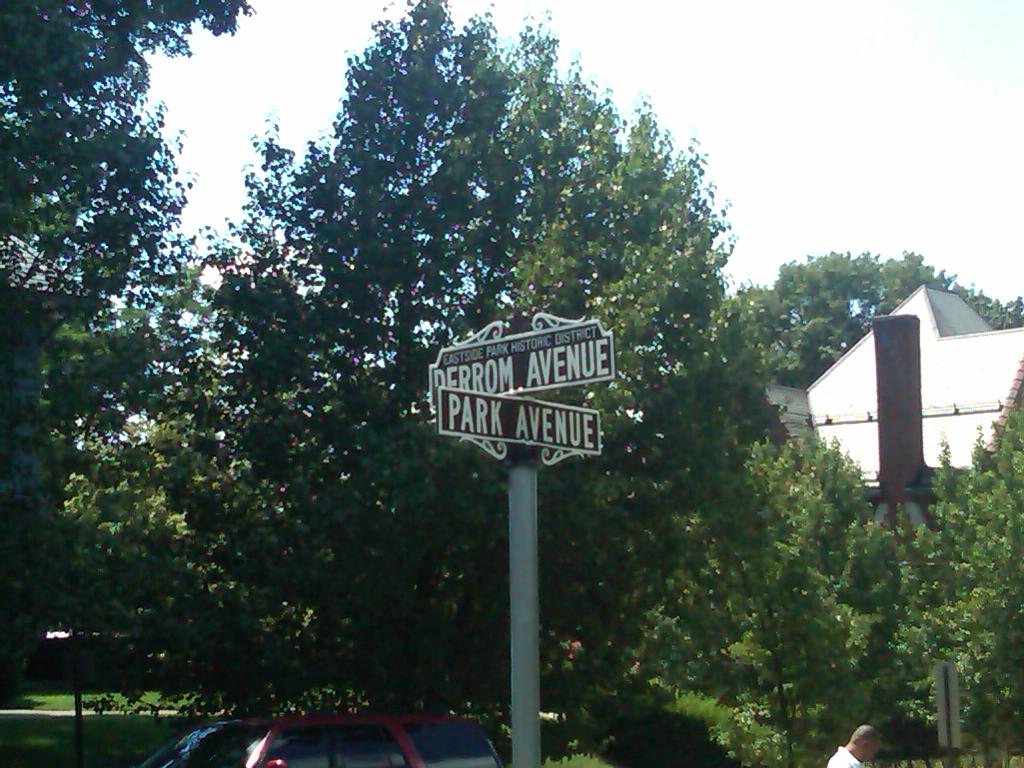 EASTSIDE PARK HISTORIC DISTRICT
DERROM AVENUE
PARK AVENUE